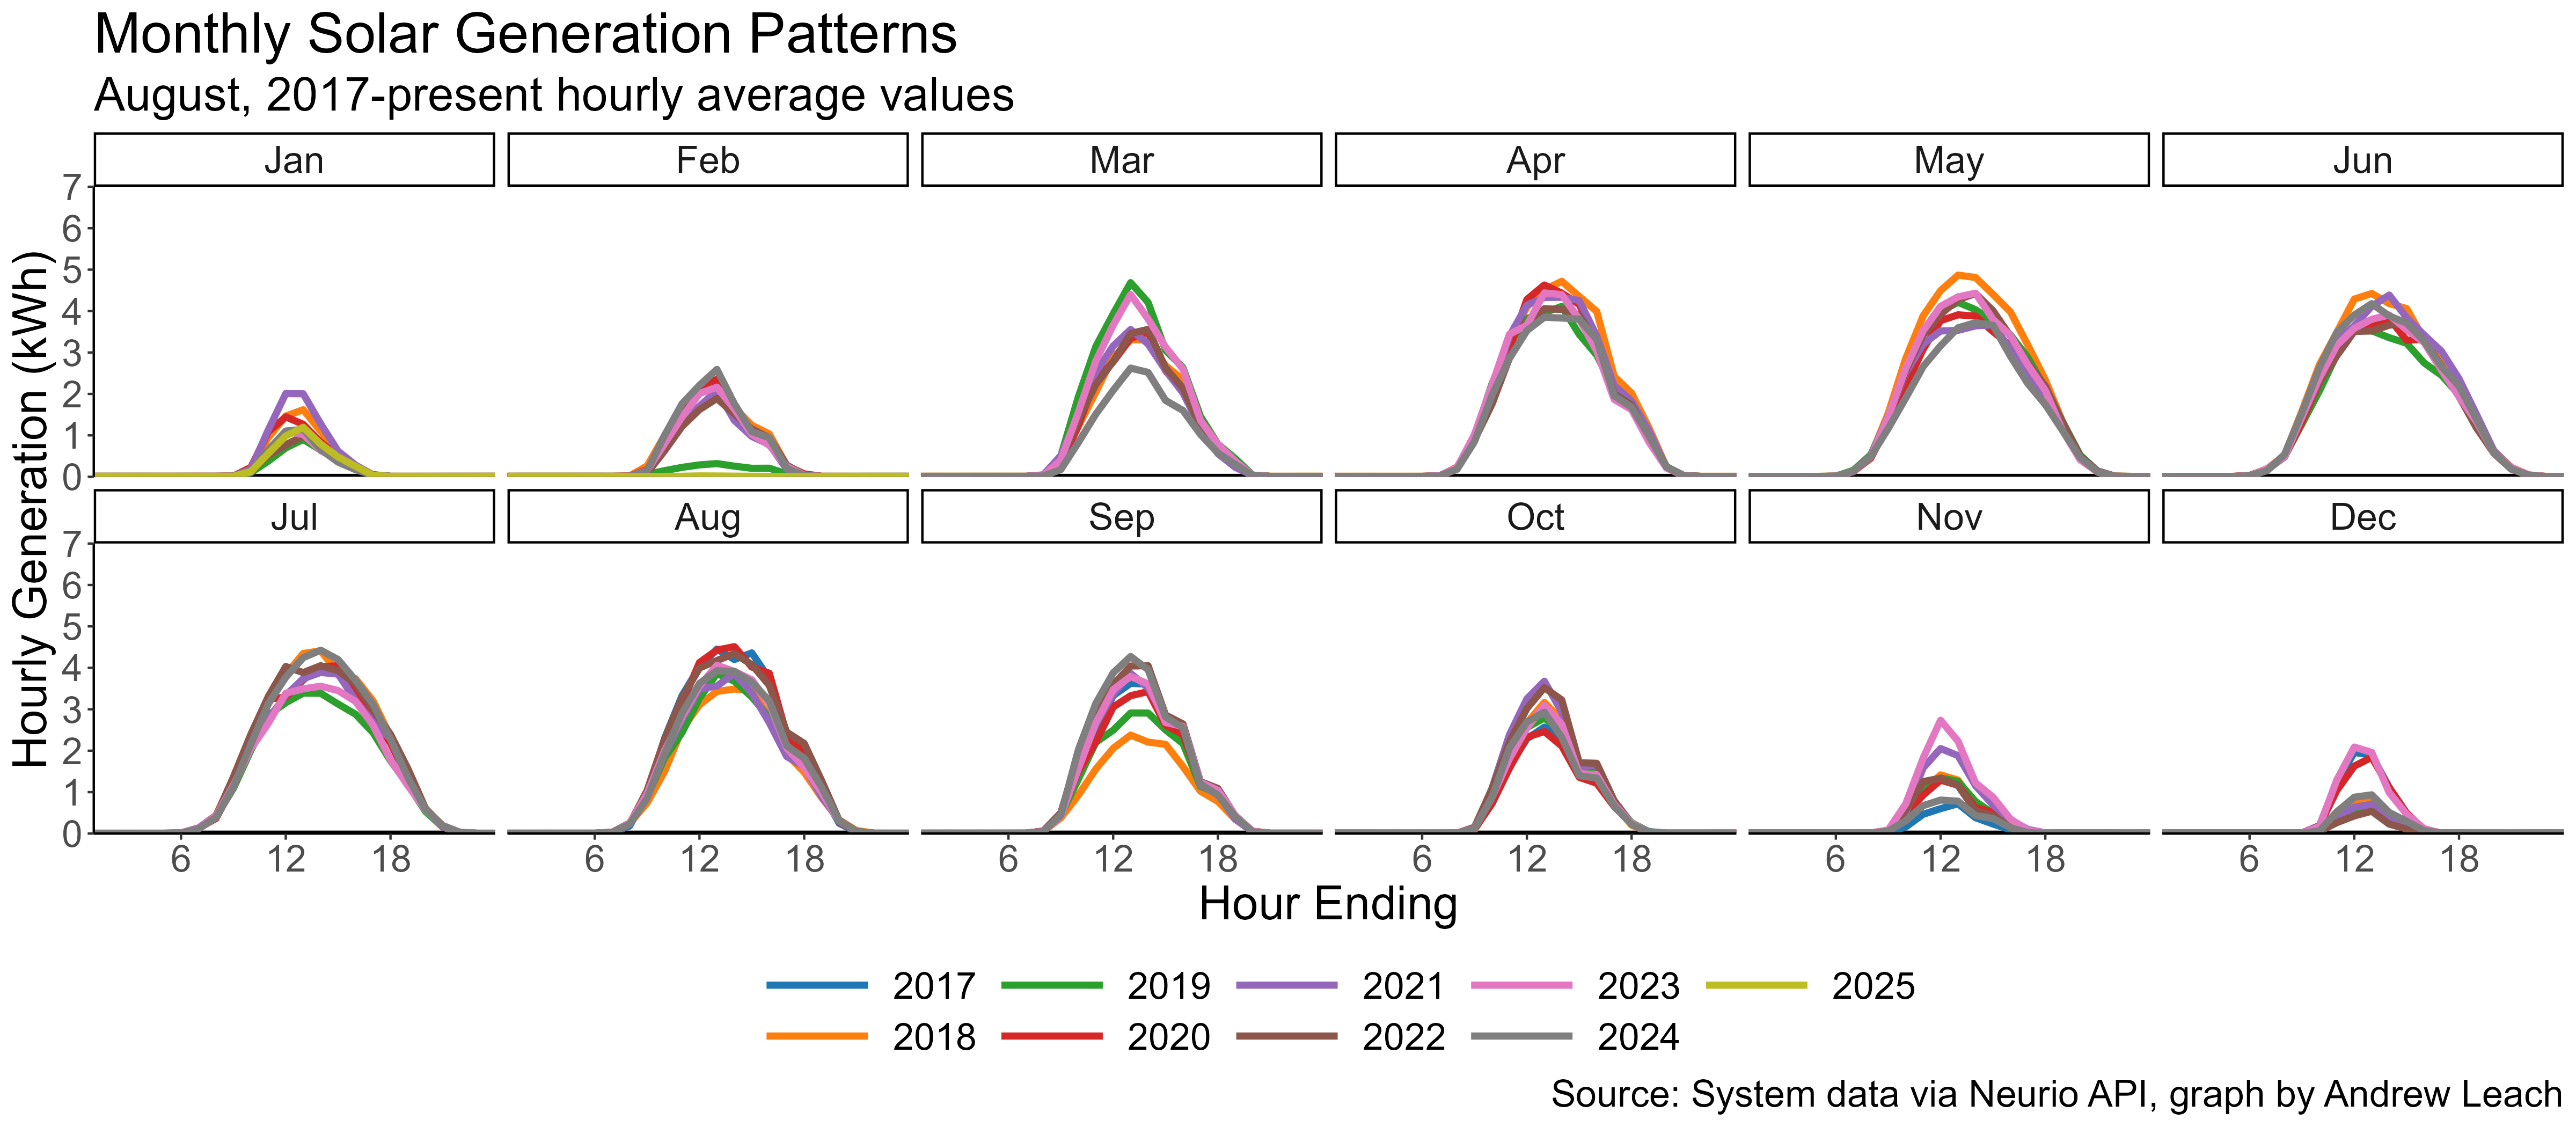 Monthly Solar Generation Patterns
August, 2017-present hourly average values
Jan Feb Mar Apr May Jun
7
6
5
4
3
2
1
0
Jul Aug Sep Oct Nov Dec
7
6
5
4
3
2
1
0
Hourly Generation (kWh)
6 12 18 6 12 18 6 12 18 6 12 18 6 12 18 6 12 18
Hour Ending
2017 2019 2021 2023 2025
2018 2020 2022 2024
Source: System data via Neurio API, graph by Andrew Leach